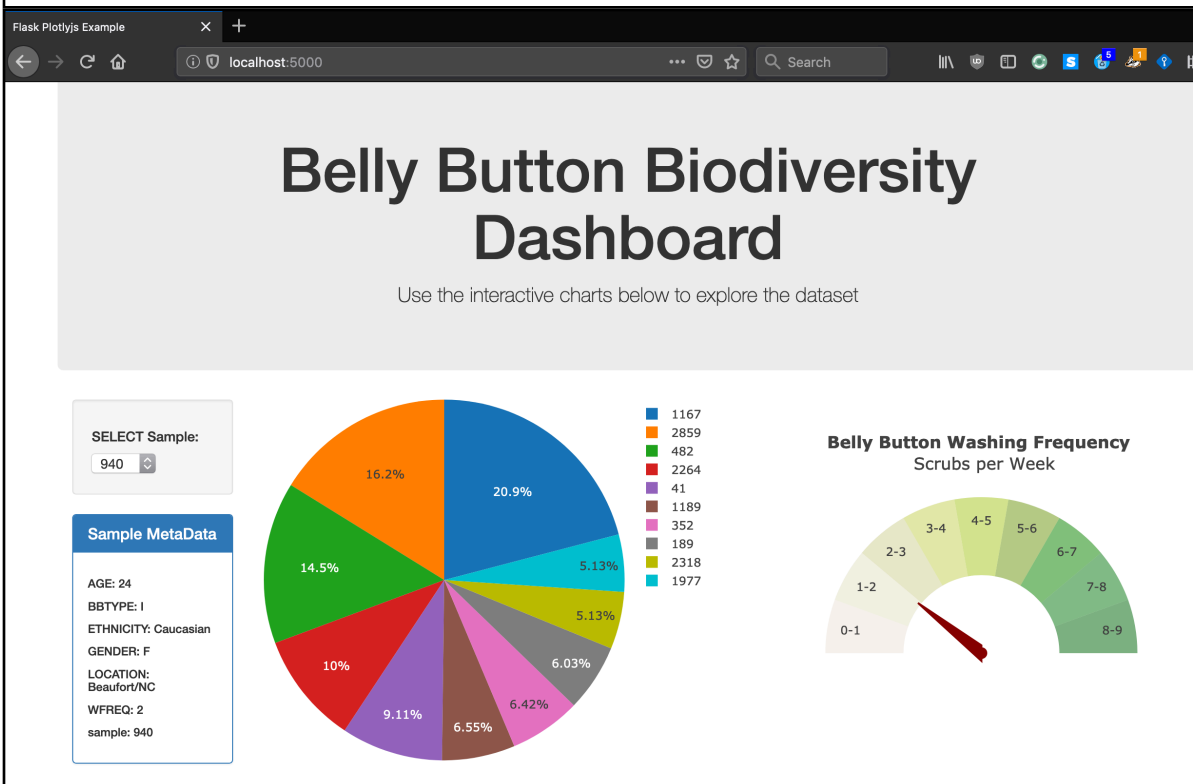 Flask Plotlyjs Example
localhost:5000
Search
5
1
Belly Button Biodiversity
Dashboard
Use the interactive charts below to explore the dataset
SELECT Sample:
940
Sample MetaData
AGE: 24
BBTYPE: I
ETHNICITY: Caucasian
GENDER: F
LOCATION:
Beaufort/NC
WFREQ: 2
sample: 940
20.9%
16.2%
14.5%
10%
9.11%
6.55%
6.42%
6.03%
5.13%
5.13%
1167
2859
482
2264
41
1189
352
189
2318
1977
Belly Button Washing Frequency
Scrubs per Week
0-1
1-2
2-3
3-4
4-5
5-6
6-7
7-8
8-9